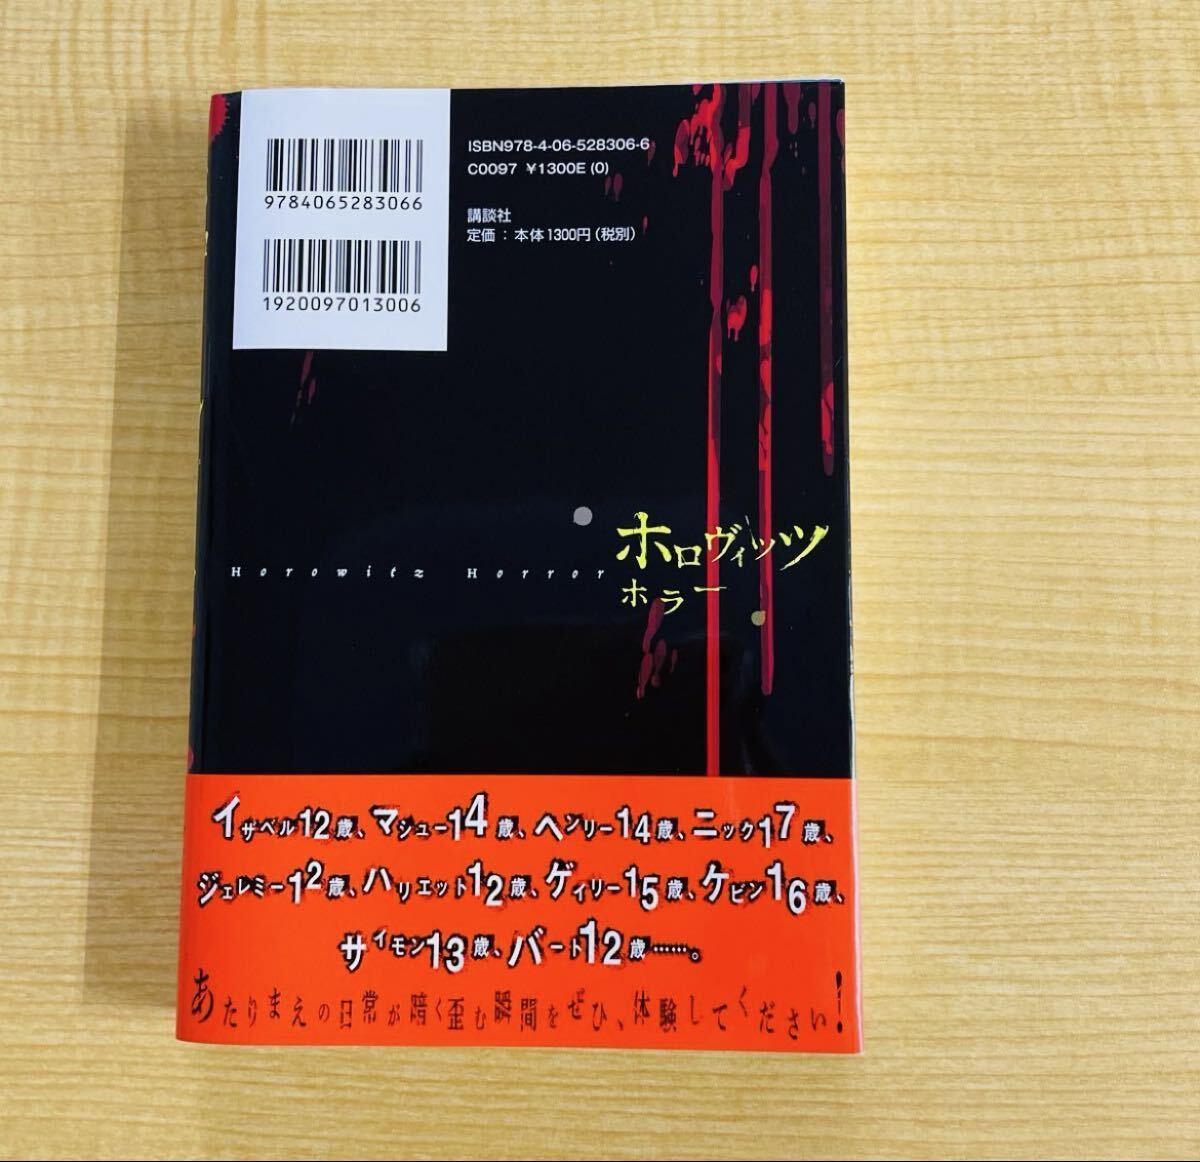 9784065283066
1920097013006
ISBN978-4-06-528306-6
C0097 ¥1300E (0)
講談社
定価：本体1300円（税別）
Horowitz Horror
ホロヴィッツ
ホラー
イザベル12歳、マシュー14歳、ヘンリー14歳、ニック17歳、
ジェレミー12歳、ハリエット12歳、ゲイリー15歳、ケビン16歳、
サイモン13歳、バート12歳……。
あたりまえの日常が暗く歪む瞬間をぜひ、体験してください！